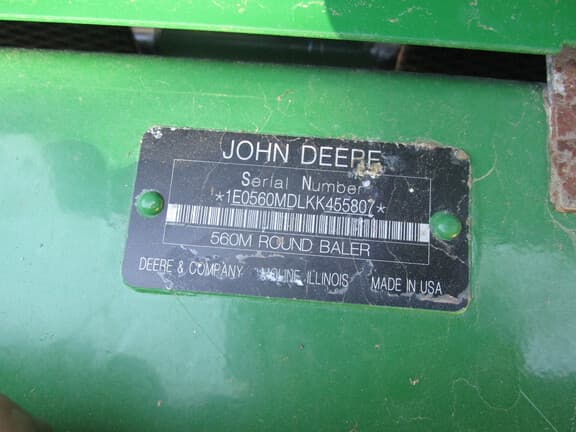 JOHN DEERE
Serial Number
*1E0560MDLKK455807*
560M ROUND BALER
DEERE & COMPANY MOLINE, ILLINOIS MADE IN USA